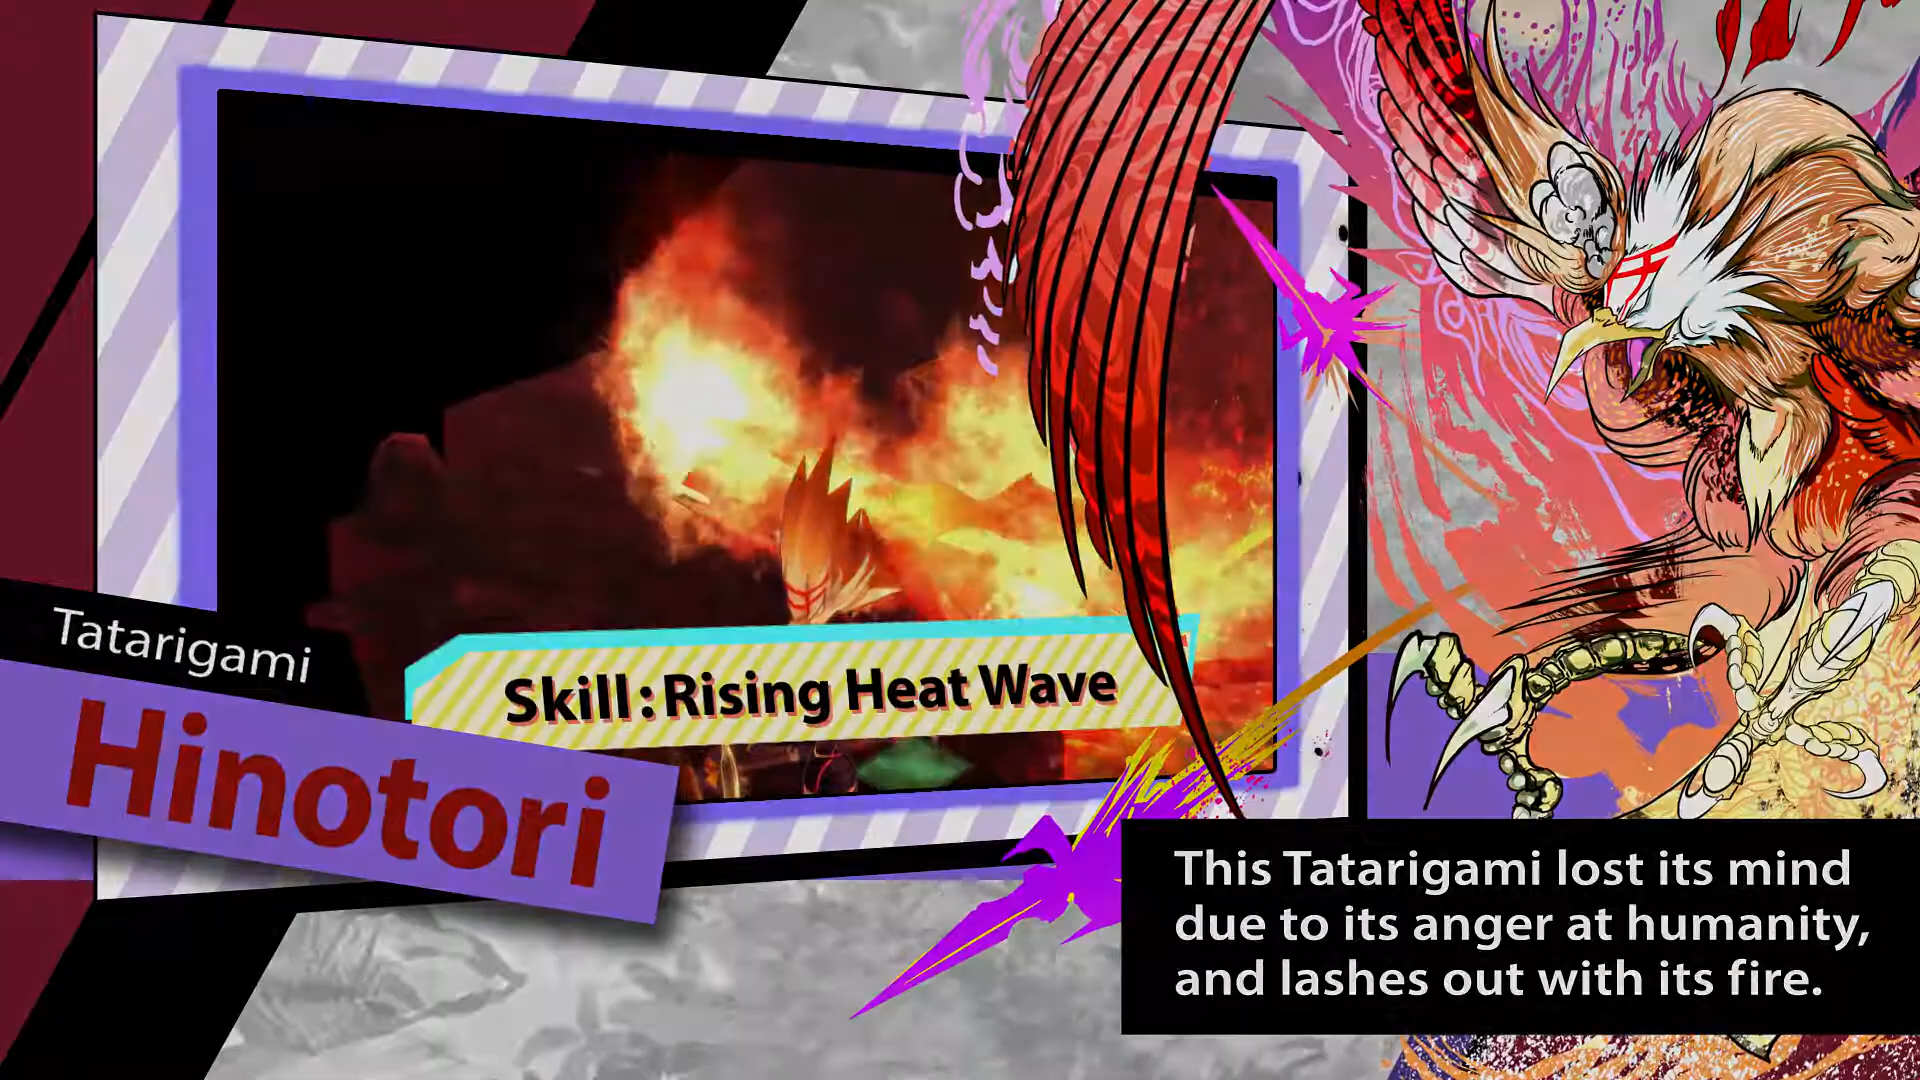 Tatarigami
Hinotori
Skill:Rising Heat Wave
This Tatarigami lost its mind
due to its anger at humanity,
and lashes out with its fire.